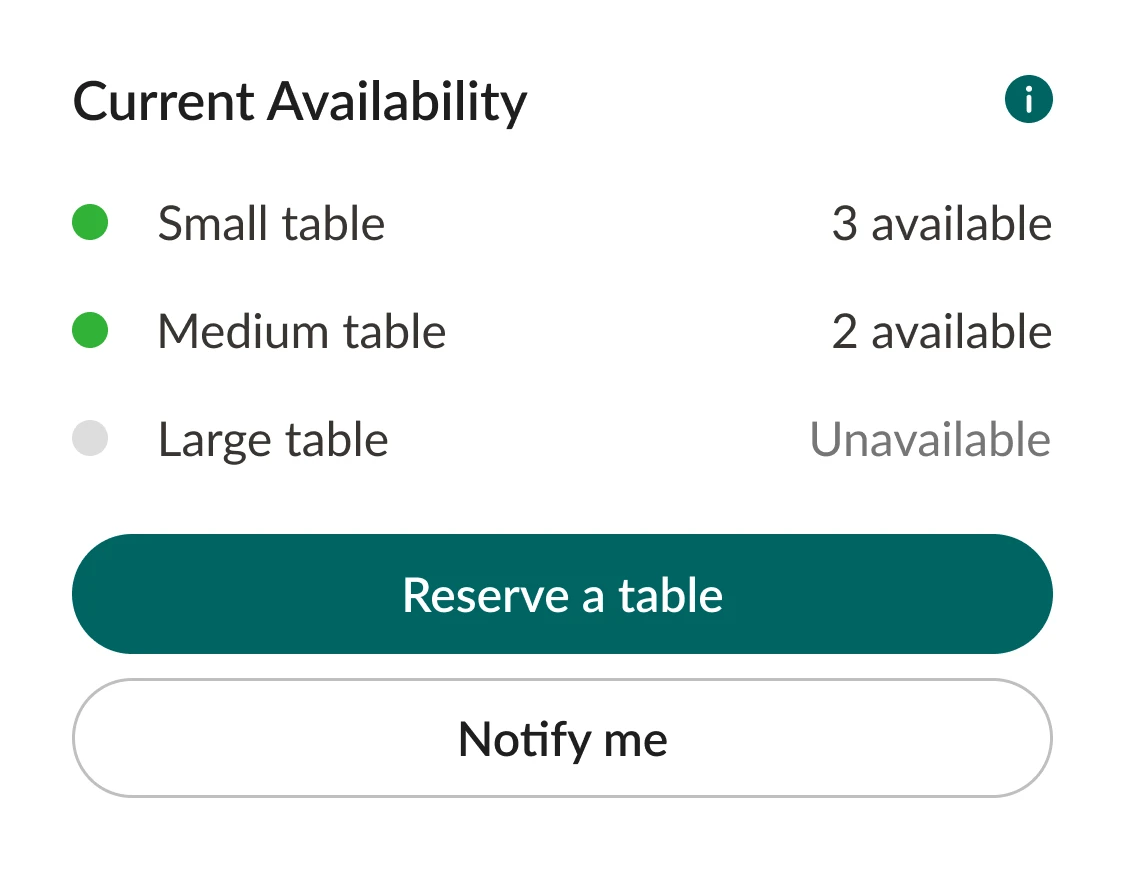 Current Availability
Small table 3 available
Medium table 2 available
Large table Unavailable
Reserve a table
Notify me